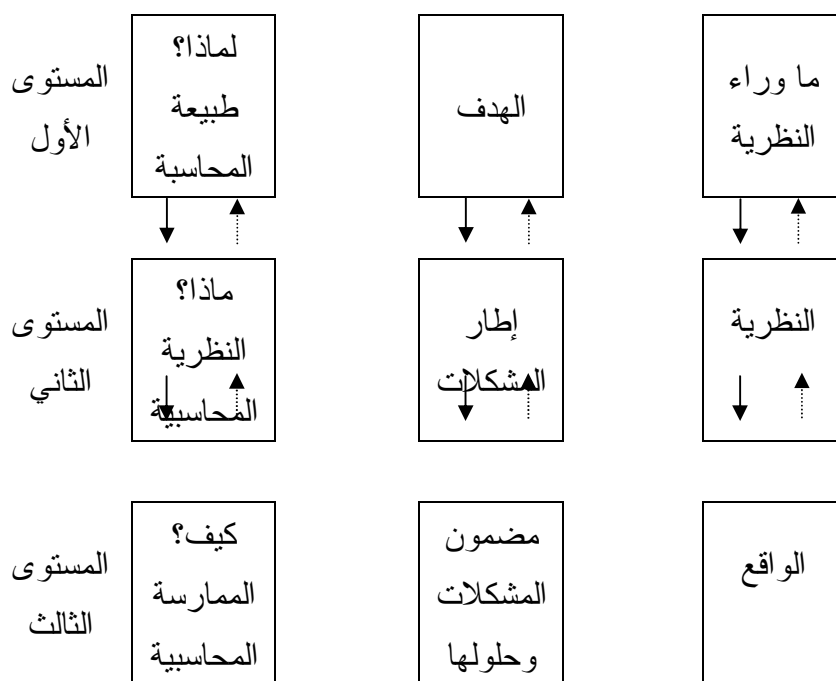 ما وراء
النظرية
الهدف
لماذا؟
طبيعة
المحاسبة
المستوى
الأول
النظرية
إطار
المشكلات
ماذا؟
النظرية
المحاسبية
المستوى
الثاني
الواقع
مضمون
المشكلات
وحلولها
كيف؟
الممارسة
المحاسبية
المستوى
الثالث